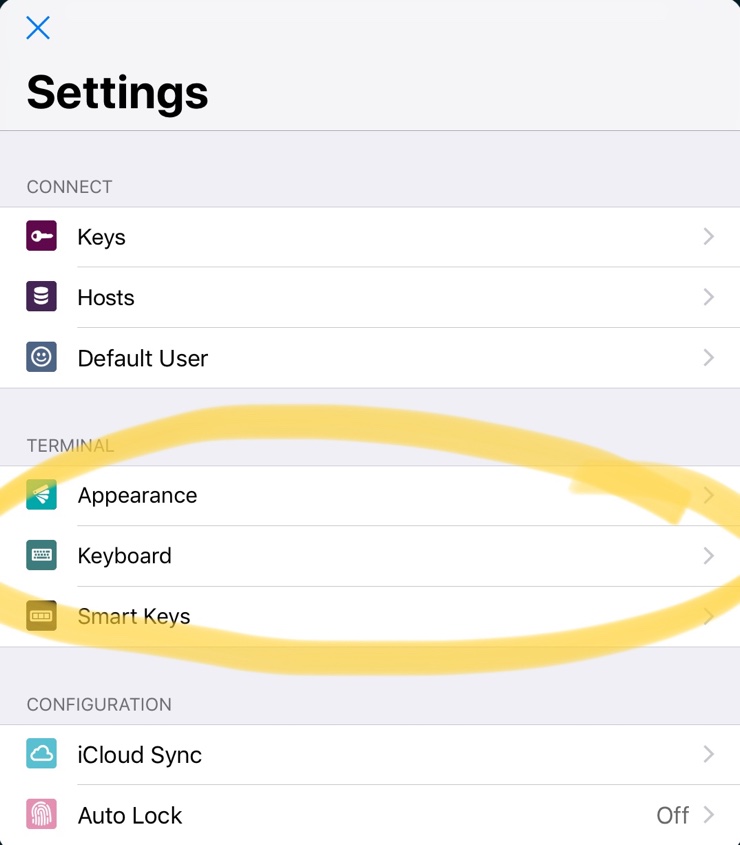 Settings
CONNECT
Keys
Hosts
Default User
TERMINAL
Appearance
Keyboard
Smart Keys
CONFIGURATION
iCloud Sync
Auto Lock Off